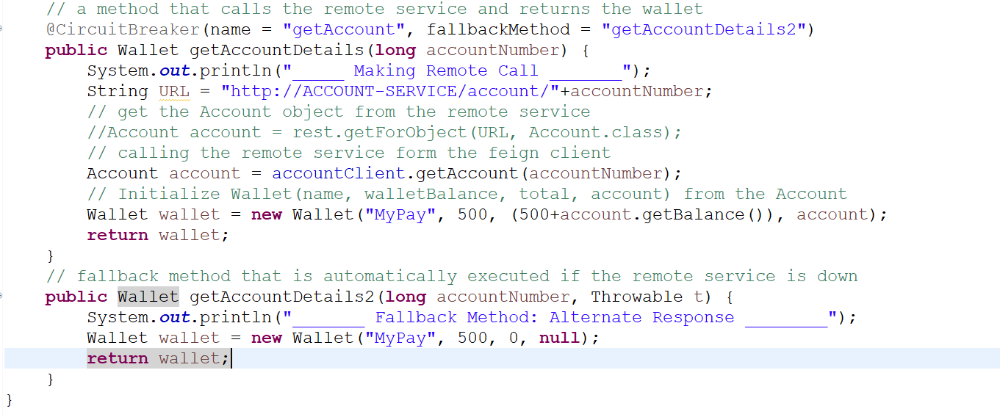 // a method that calls the remote service and returns the wallet
@CircuitBreaker(name = "getAccount", fallbackMethod = "getAccountDetails2")
public Wallet getAccountDetails(long accountNumber) {
System.out.println("_____ Making Remote Call _______");
String URL = "http://ACCOUNT-SERVICE/account/"+accountNumber;
// get the Account object from the remote service
//Account account = rest.getForObject(URL, Account.class);
// calling the remote service form the feign client
Account account = accountClient.getAccount(accountNumber);
// Initialize Wallet(name, walletBalance, total, account) from the Account
Wallet wallet = new Wallet("MyPay", 500, (500+account.getBalance()), account);
return wallet;
}
// fallback method that is automatically executed if the remote service is down
public Wallet getAccountDetails2(long accountNumber, Throwable t) {
System.out.println("_______ Fallback Method: Alternate Response ________");
Wallet wallet = new Wallet("MyPay", 500, 0, null);
return wallet;
}
}